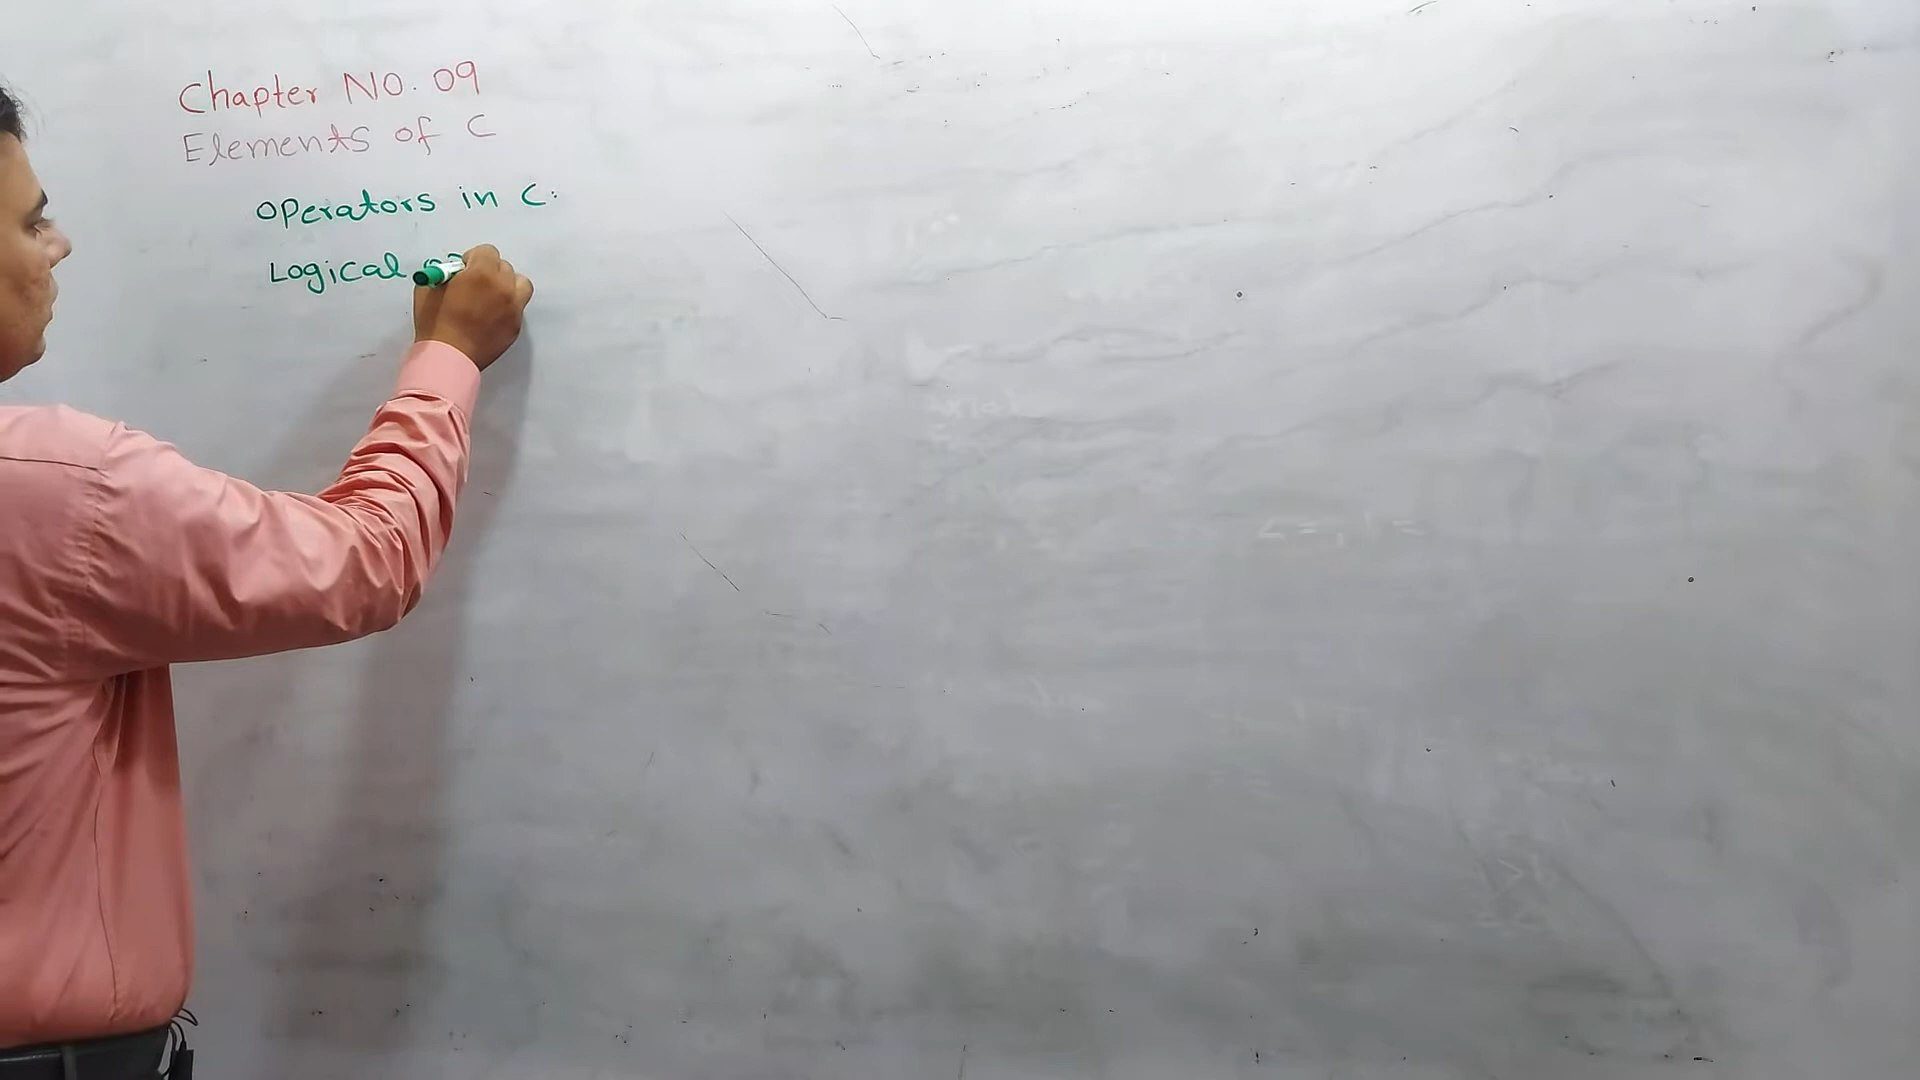 Chapter NO. 09
Elements of C
Operators in C:
Logical